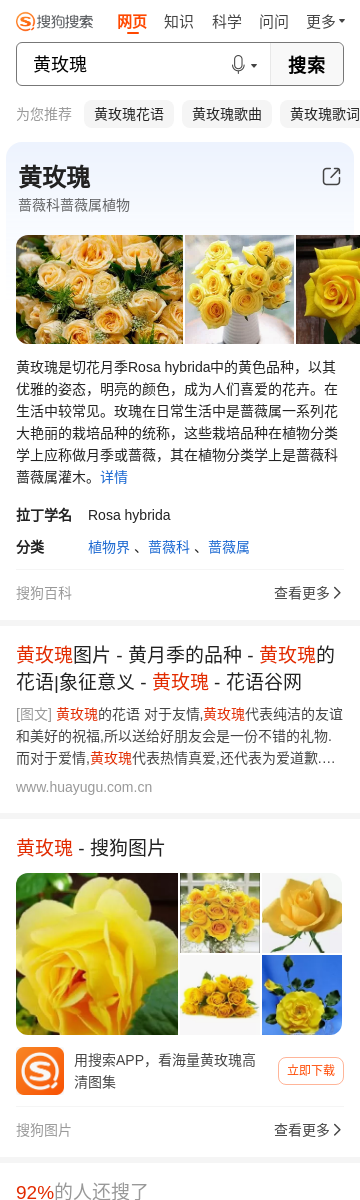 搜狗搜索 网页 知识 科学 问问 更多
黄玫瑰 搜索
为您推荐 黄玫瑰花语 黄玫瑰歌曲 黄玫瑰歌词
黄玫瑰
蔷薇科蔷薇属植物
黄玫瑰是切花月季Rosa hybrida中的黄色品种，以其
优雅的姿态，明亮的颜色，成为人们喜爱的花卉。在
生活中较常见。玫瑰在日常生活中是蔷薇属一系列花
大艳丽的栽培品种的统称，这些栽培品种在植物分类
学上应称做月季或蔷薇，其在植物分类学上是蔷薇科
蔷薇属灌木。详情
拉丁学名 Rosa hybrida
分类 植物界 、蔷薇科 、蔷薇属
搜狗百科 查看更多
黄玫瑰图片 - 黄月季的品种 - 黄玫瑰的
花语|象征意义 - 黄玫瑰 - 花语谷网
[图文] 黄玫瑰的花语 对于友情,黄玫瑰代表纯洁的友谊
和美好的祝福,所以送给好朋友会是一份不错的礼物.
而对于爱情,黄玫瑰代表热情真爱,还代表为爱道歉....
www.huayugu.com.cn
黄玫瑰 - 搜狗图片
用搜索APP，看海量黄玫瑰高
清图集
立即下载
搜狗图片 查看更多
92%的人还搜了